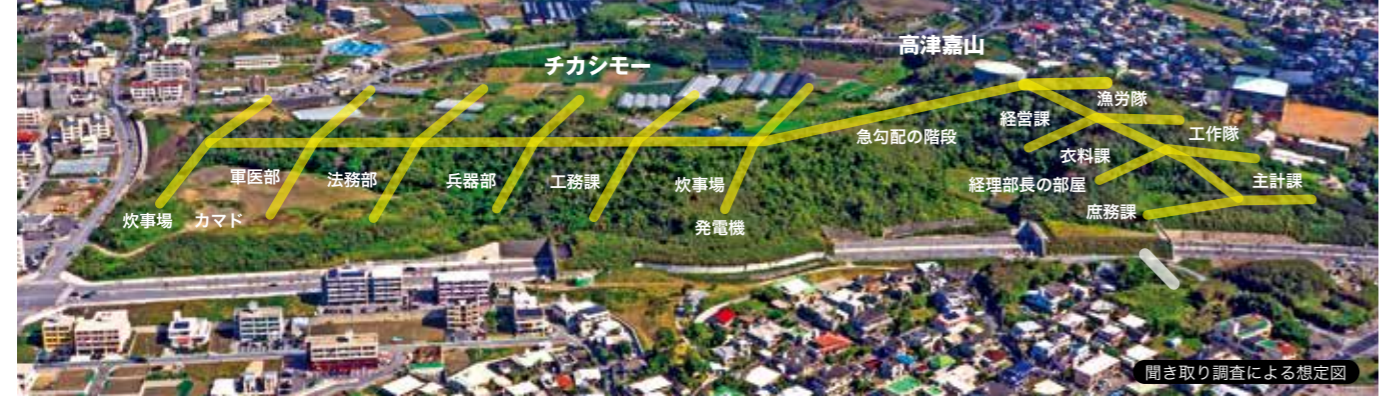 高津嘉山
チカシモー
漁労隊
経営課
急勾配の階段
工作隊
衣料課
軍医部
法務部
兵器部
工務課
炊事場
経理部長の部屋
主計課
炊事場
カマド
発電機
庶務課
聞き取り調査による想定図